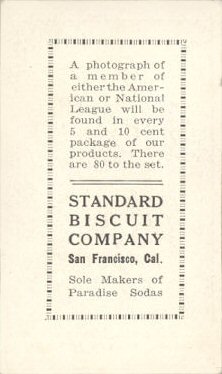 A photograph of
a member of
either the Amer-
ican or National
League will be
found in every
5 and 10 cent
package of our
products. There
are 80 to the set.
STANDARD
BISCUIT
COMPANY
San Francisco, Cal.
Sole Makers of
Paradise Sodas